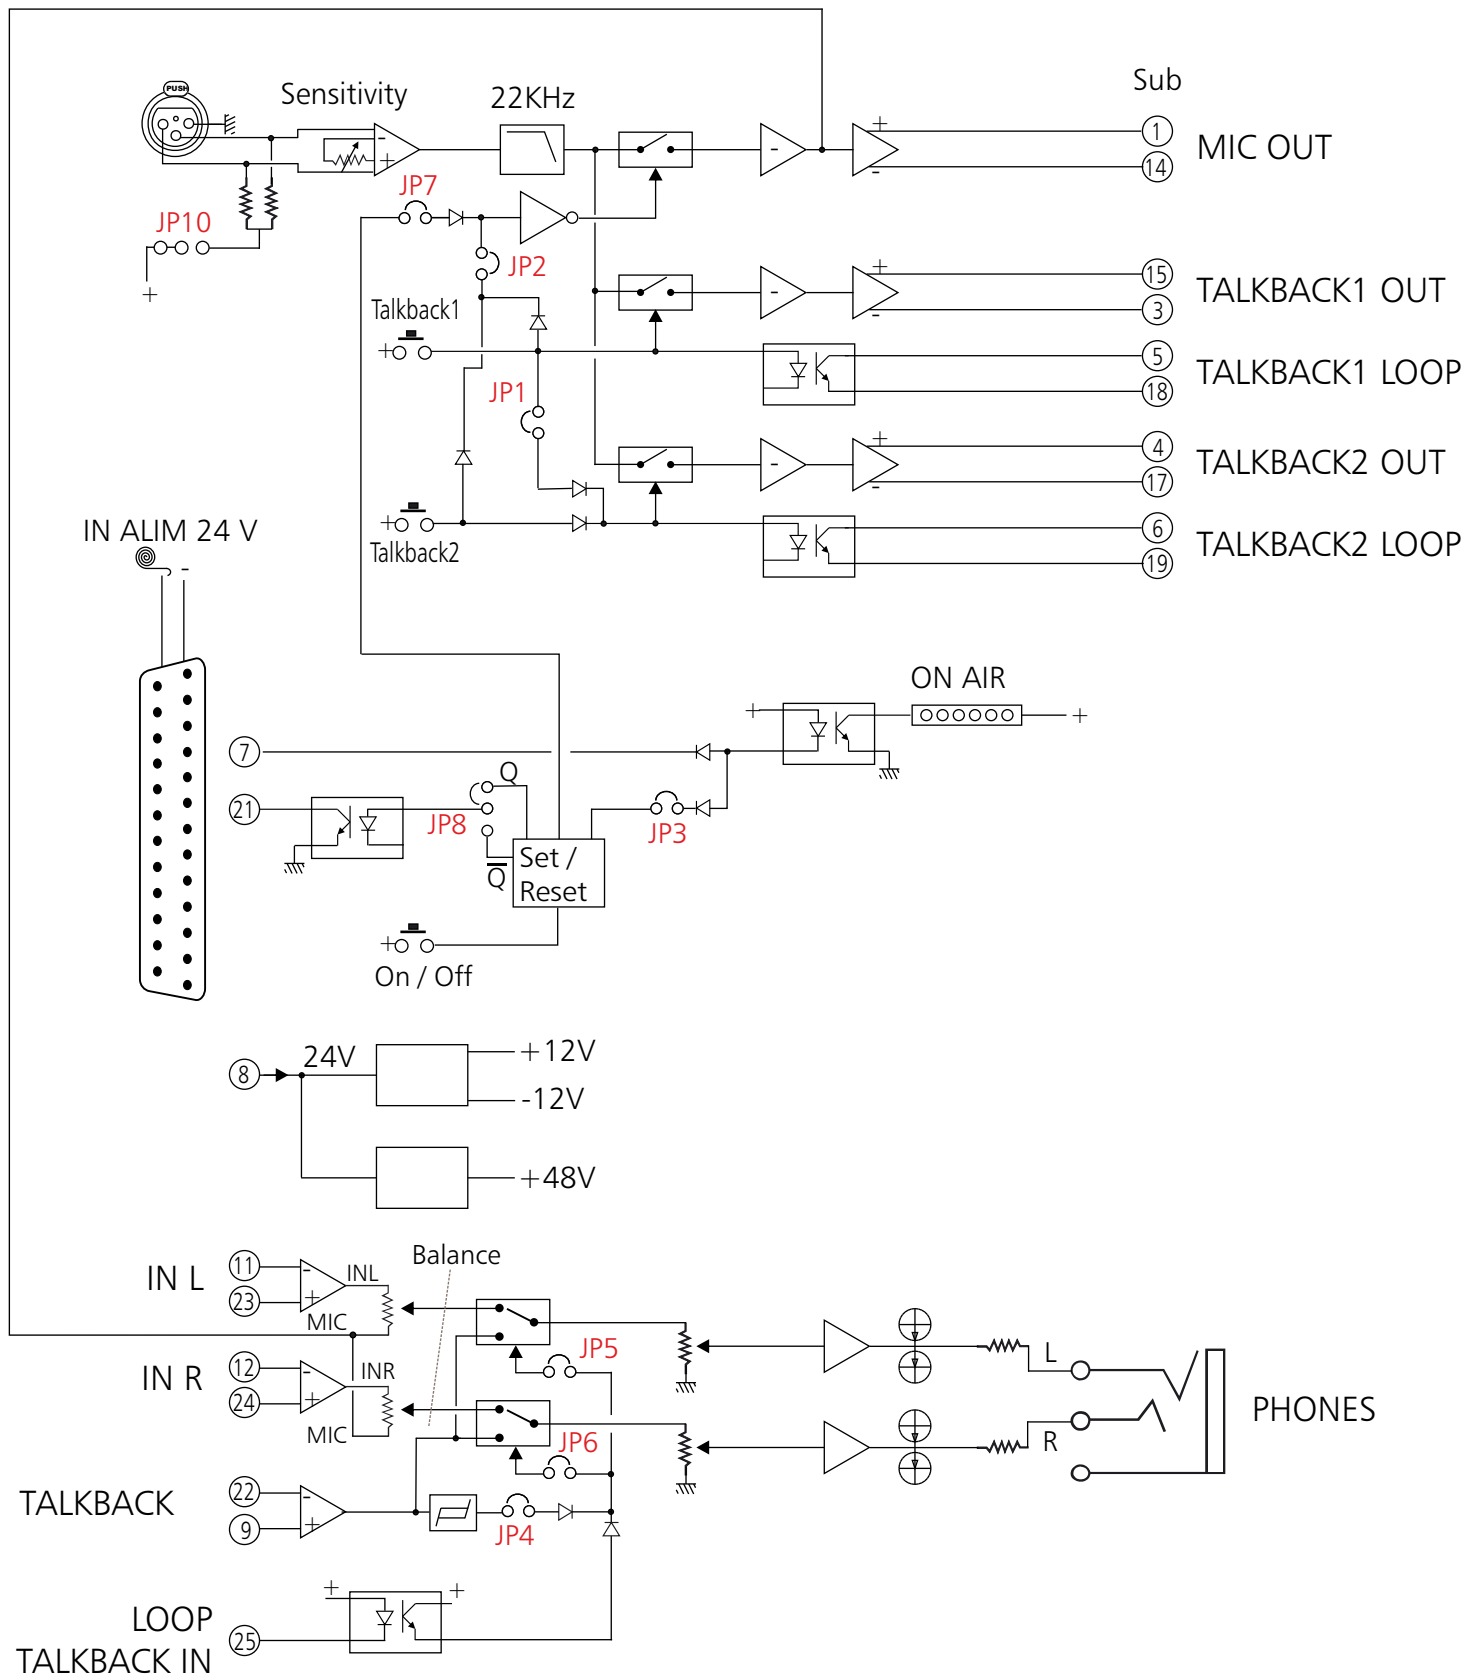 Sub
PUSH
Sensitivity
22KHz
+
-
1
14
MIC OUT
JP7
JP10
JP2
+
15
3
TALKBACK1 OUT
Talkback1
5
18
TALKBACK1 LOOP
JP1
4
17
TALKBACK2 OUT
Talkback2
6
19
TALKBACK2 LOOP
IN ALIM 24 V
-
ON AIR
7
21
Q
JP8
JP3
Q̅
Set /
Reset
On / Off
8
24V
+12V
-12V
+48V
IN L
11
23
INL
MIC
Balance
JP5
IN R
12
24
INR
MIC
JP6
L
R
PHONES
TALKBACK
22
9
JP4
LOOP
TALKBACK IN
25